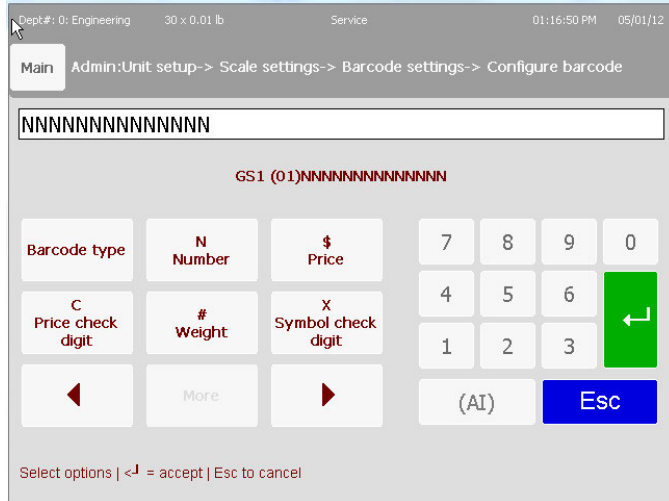 Dept#: 0: Engineering 30 x 0.01 lb Service 01:16:50 PM 05/01/12
Main Admin:Unit setup-> Scale settings-> Barcode settings-> Configure barcode
NNNNNNNNNNNNNN
GS1 (01)NNNNNNNNNNNNNN
Barcode type
N
Number
$
Price
7 8 9 0
C
Price check
digit
#
Weight
X
Symbol check
digit
4 5 6
1 2 3
More
(AI) Esc
Select options | <┘ = accept | Esc to cancel